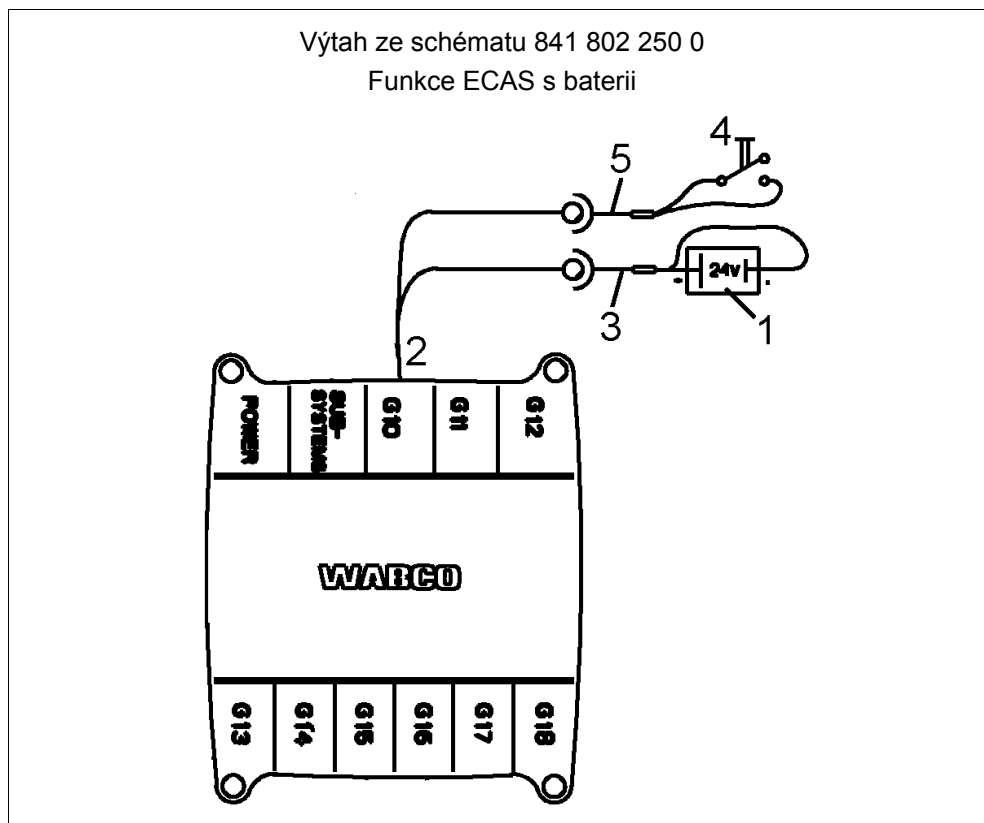 Výtah ze schématu 841 802 250 0
Funkce ECAS s baterii
4
5
24v
- .
3
1
2
POWER
SUB-
SYSTEMS
G10
G11
G12
WABCO
G13
G14
G15
G16
G17
G18